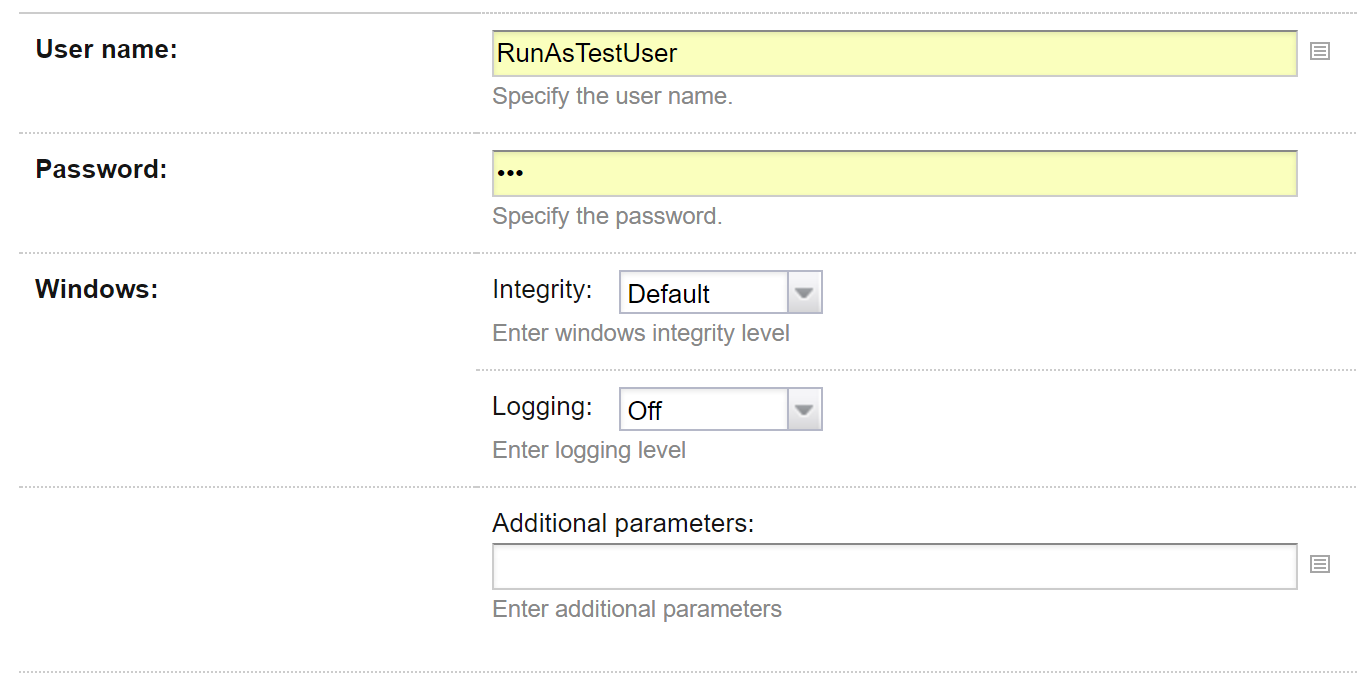 User name:
RunAsTestUser
Specify the user name.
Password:
•••
Specify the password.
Windows:
Integrity: Default
Enter windows integrity level
Logging: Off
Enter logging level
Additional parameters:
Enter additional parameters